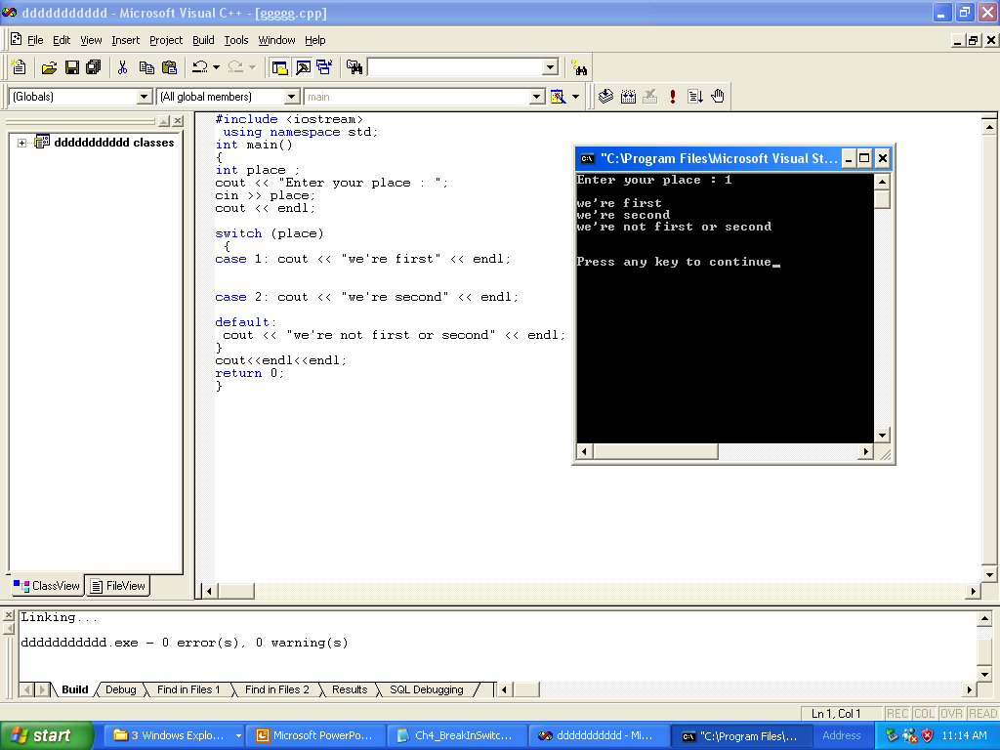 ddddddddddd - Microsoft Visual C++ - [ggggg.cpp]
File Edit View Insert Project Build Tools Window Help
(Globals) (All global members) main
ddddddddddd classes
#include <iostream>
using namespace std;
int main()
{
int place ;
cout << "Enter your place : ";
cin >> place;
cout << endl;
switch (place)
{
case 1: cout << "we're first" << endl;
case 2: cout << "we're second" << endl;
default:
cout << "we're not first or second" << endl;
}
cout<<endl<<endl;
return 0;
}
"C:\Program Files\Microsoft Visual St...
Enter your place : 1
we're first
we're second
we're not first or second
Press any key to continue_
ClassView FileView
Linking...
ddddddddddd.exe - 0 error(s), 0 warning(s)
Build Debug Find in Files 1 Find in Files 2 Results SQL Debugging
Ln 1, Col 1 REC COL OVR READ
start 3 Windows Explo... Microsoft PowerPo... Ch4_BreakInSwitc... ddddddddddd - Mi... "C:\Program Files\... Address 11:14 AM